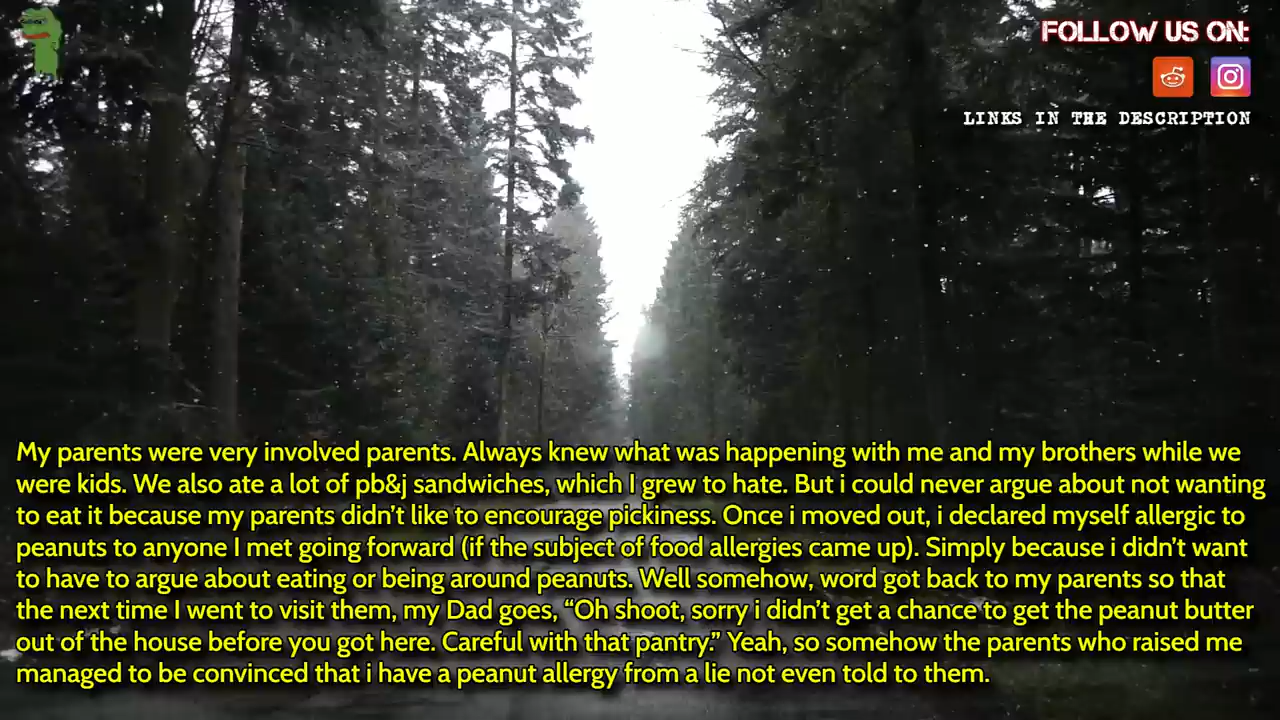 FOLLOW US ON:
LINKS IN THE DESCRIPTION
My parents were very involved parents. Always knew what was happening with me and my brothers while we
were kids. We also ate a lot of pb&j sandwiches, which I grew to hate. But i could never argue about not wanting
to eat it because my parents didn't like to encourage pickiness. Once i moved out, i declared myself allergic to
peanuts to anyone I met going forward (if the subject of food allergies came up). Simply because i didn't want
to have to argue about eating or being around peanuts. Well somehow, word got back to my parents so that
the next time I went to visit them, my Dad goes, “Oh shoot, sorry i didn't get a chance to get the peanut butter
out of the house before you got here. Careful with that pantry.” Yeah, so somehow the parents who raised me
managed to be convinced that i have a peanut allergy from a lie not even told to them.